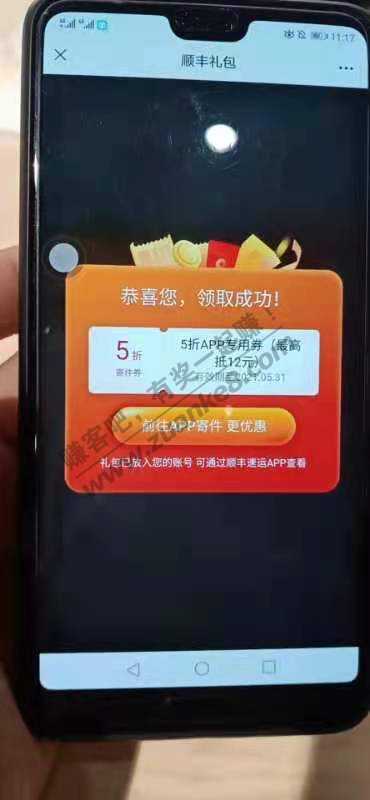 11:17
顺丰礼包
恭喜您，领取成功!
5折
寄件券
5折APP专用券（最高
抵12元）
有效期至2021.05.31
前往APP寄件 更优惠
礼包已放入您的账号 可通过顺丰速运APP查看
赚客吧，有奖一起赚！
www.zuanke8.com